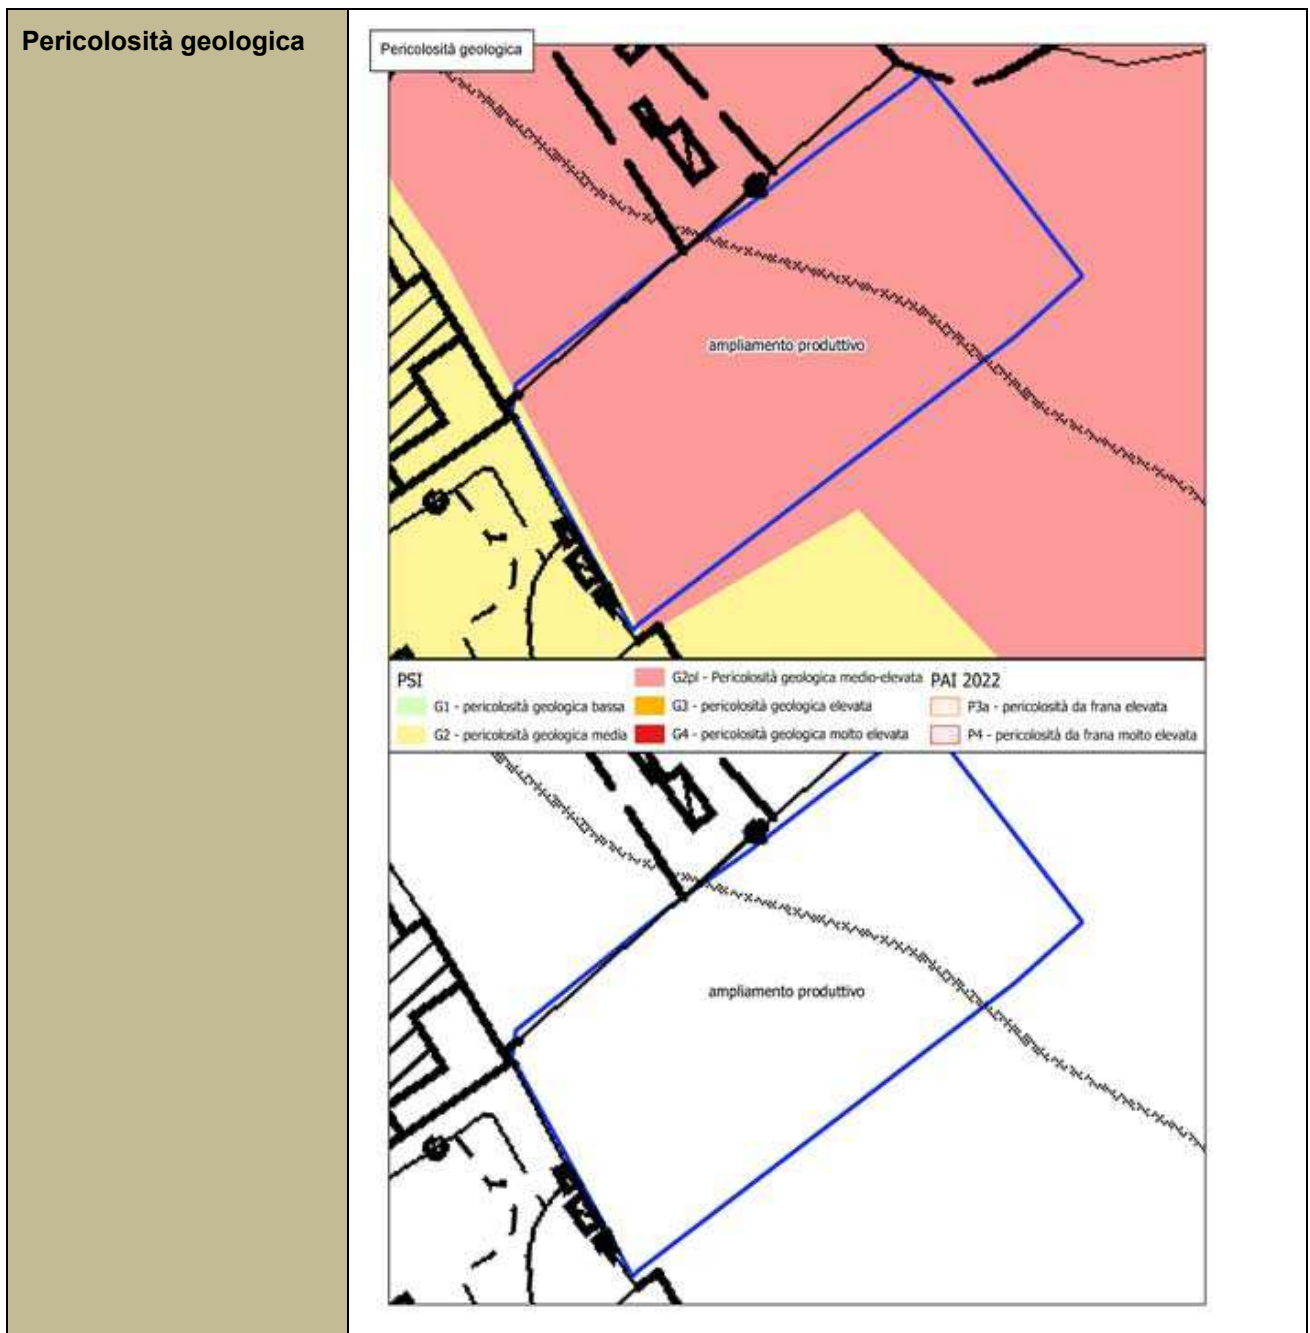 Pericolosità geologica
Pericolosità geologica
ampliamento produttivo
PSI
G1 - pericolosità geologica bassa
G2 - pericolosità geologica media
G2pl - Pericolosità geologica medio-elevata
G3 - pericolosità geologica elevata
G4 - pericolosità geologica molto elevata
PAI 2022
P3a - pericolosità da frana elevata
P4 - pericolosità da frana molto elevata
ampliamento produttivo